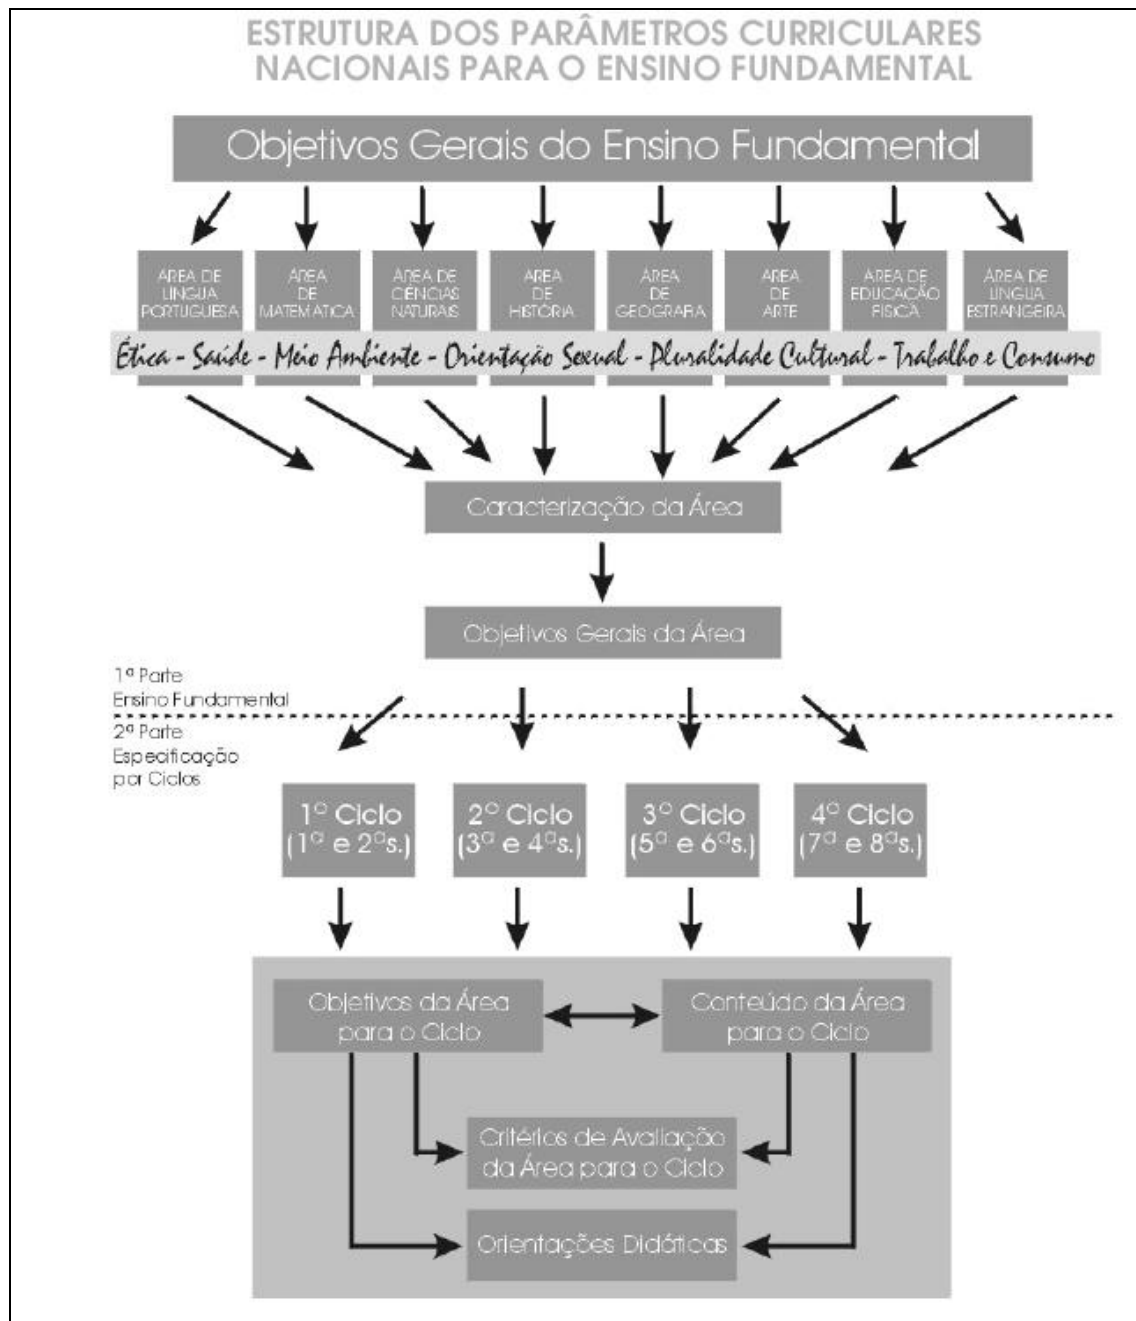 ESTRUTURA DOS PARÂMETROS CURRICULARES
NACIONAIS PARA O ENSINO FUNDAMENTAL
Objetivos Gerais do Ensino Fundamental
ÁREA DE
LÍNGUA
PORTUGUESA
ÁREA
DE
MATEMÁTICA
ÁREA DE
CIÊNCIAS
NATURAIS
ÁREA
DE
HISTÓRIA
ÁREA
DE
GEOGRAFIA
ÁREA
DE
ARTE
ÁREA DE
EDUCAÇÃO
FÍSICA
ÁREA DE
LÍNGUA
ESTRANGEIRA
Ética - Saúde - Meio Ambiente - Orientação Sexual - Pluralidade Cultural - Trabalho e Consumo
Caracterização da Área
Objetivos Gerais da Área
1ª Parte
Ensino Fundamental
2ª Parte
Especificação
por Ciclos
1º Ciclo
(1ª e 2ªs.)
2º Ciclo
(3ª e 4ªs.)
3º Ciclo
(5ª e 6ªs.)
4º Ciclo
(7ª e 8ªs.)
Objetivos da Área
para o Ciclo
Conteúdo da Área
para o Ciclo
Critérios de Avaliação
da Área para o Ciclo
Orientações Didáticas